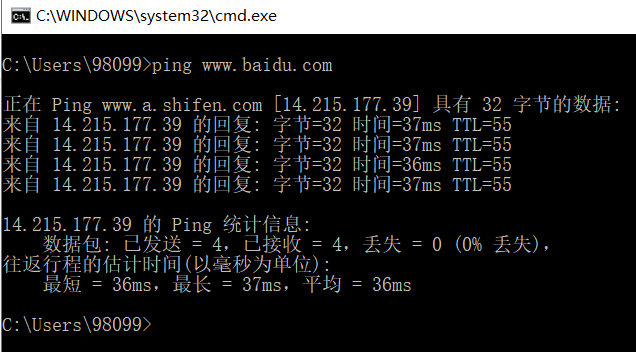 C:\WINDOWS\system32\cmd.exe
C:\Users\98099>ping www.baidu.com
正在 Ping www.a.shifen.com [14.215.177.39] 具有 32 字节的数据:
来自 14.215.177.39 的回复: 字节=32 时间=37ms TTL=55
来自 14.215.177.39 的回复: 字节=32 时间=37ms TTL=55
来自 14.215.177.39 的回复: 字节=32 时间=36ms TTL=55
来自 14.215.177.39 的回复: 字节=32 时间=37ms TTL=55
14.215.177.39 的 Ping 统计信息:
数据包: 已发送 = 4，已接收 = 4，丢失 = 0 (0% 丢失)，
往返行程的估计时间(以毫秒为单位):
最短 = 36ms，最长 = 37ms，平均 = 36ms
C:\Users\98099>